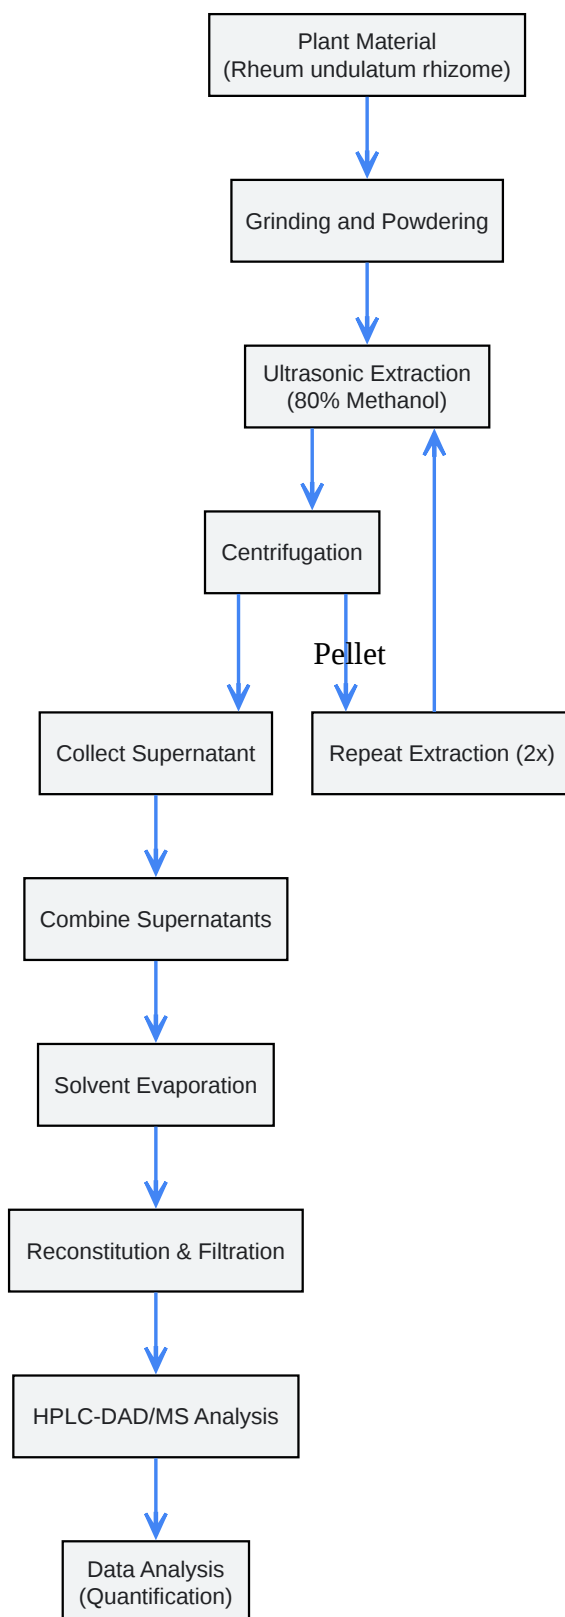 Plant Material
(Rheum undulatum rhizome)
Grinding and Powdering
Ultrasonic Extraction
(80% Methanol)
Centrifugation
Pellet
Collect Supernatant
Repeat Extraction (2x)
Combine Supernatants
Solvent Evaporation
Reconstitution & Filtration
HPLC-DAD/MS Analysis
Data Analysis
(Quantification)